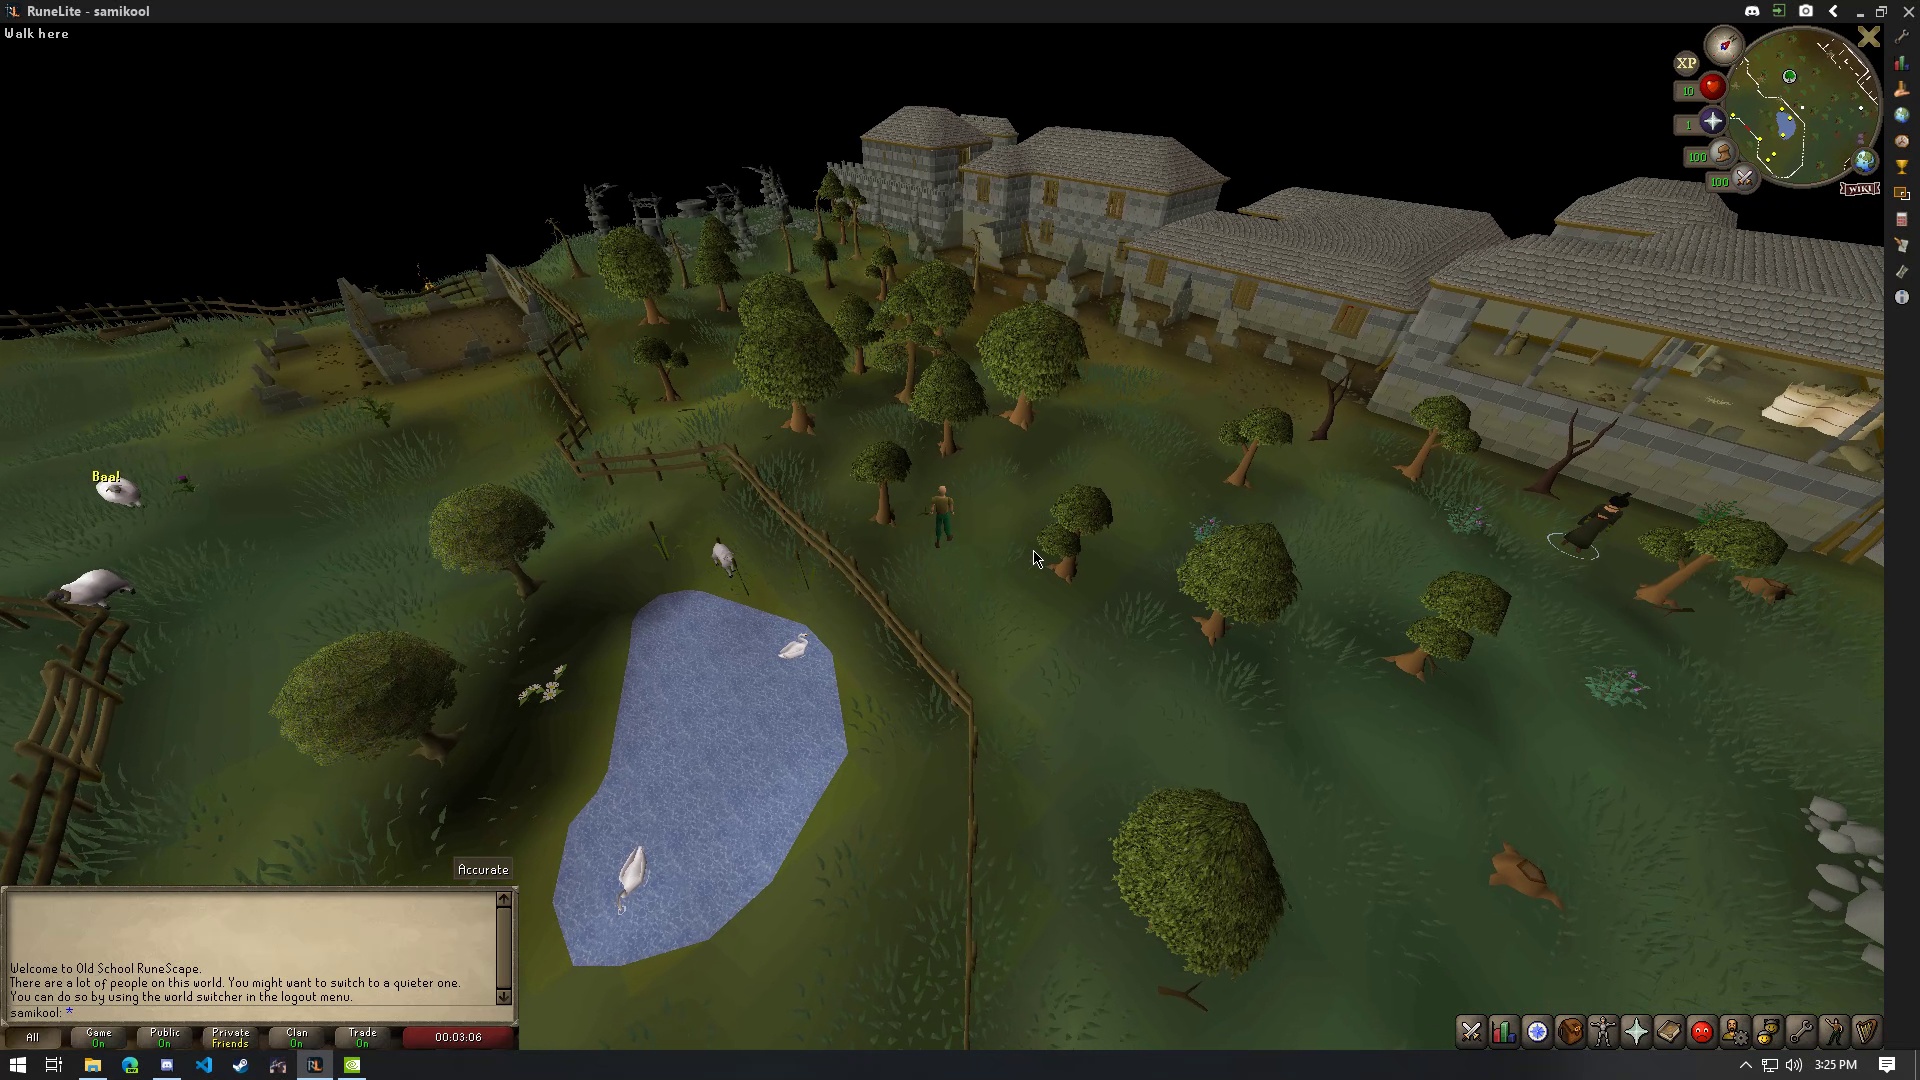 RuneLite - samikool
Walk here
XP
10
1
100
100
WIKI
Baa!
Accurate
Welcome to Old School RuneScape.
There are a lot of people on this world. You might want to switch to a quieter one.
You can do so by using the world switcher in the logout menu.
samikool: *
All
Game
On
Public
On
Private
Friends
Clan
On
Trade
On
00:03:06
3:25 PM